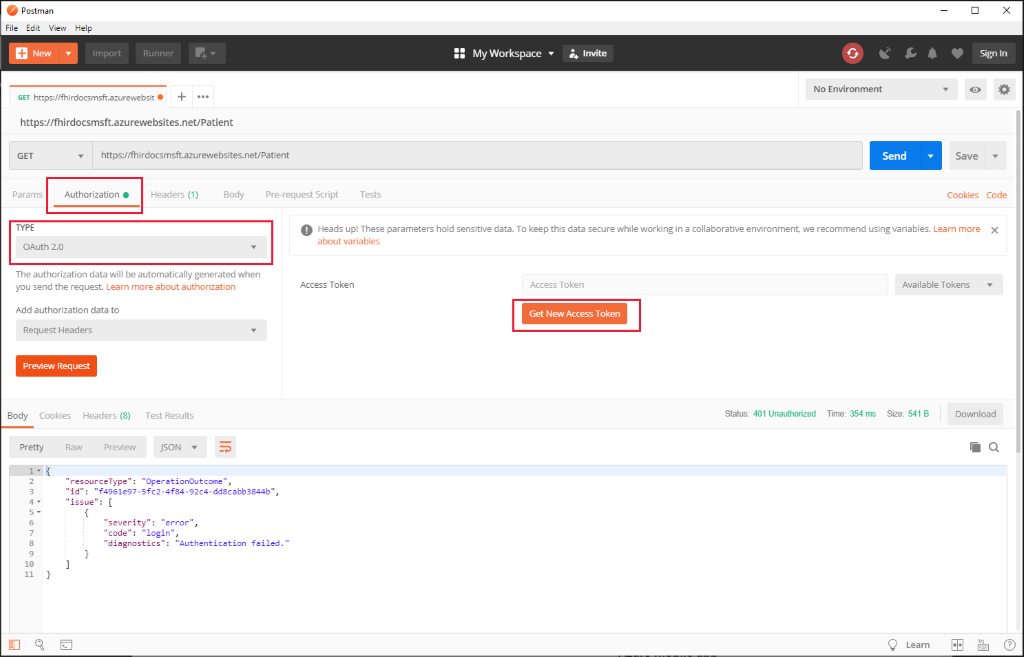 Postman
File Edit View Help
New Import Runner My Workspace Invite Sign In
GET https://fhirdocsmsft.azurewebsit + ••• No Environment
https://fhirdocsmsft.azurewebsites.net/Patient
GET https://fhirdocsmsft.azurewebsites.net/Patient Send Save
Params Authorization Headers (1) Body Pre-request Script Tests Cookies Code
TYPE
OAuth 2.0
Heads up! These parameters hold sensitive data. To keep this data secure while working in a collaborative environment, we recommend using variables. Learn more
about variables
The authorization data will be automatically generated when
you send the request. Learn more about authorization
Access Token Access Token Available Tokens
Add authorization data to
Get New Access Token
Request Headers
Preview Request
Body Cookies Headers (8) Test Results Status: 401 Unauthorized Time: 354 ms Size: 541 B Download
Pretty Raw Preview JSON
1 {
2 "resourceType": "OperationOutcome",
3 "id": "f4961e97-5fc2-4f84-92c4-dd8cabb3844b",
4 "issue": [
5 {
6 "severity": "error",
7 "code": "login",
8 "diagnostics": "Authentication failed."
9 }
10 ]
11 }
Learn